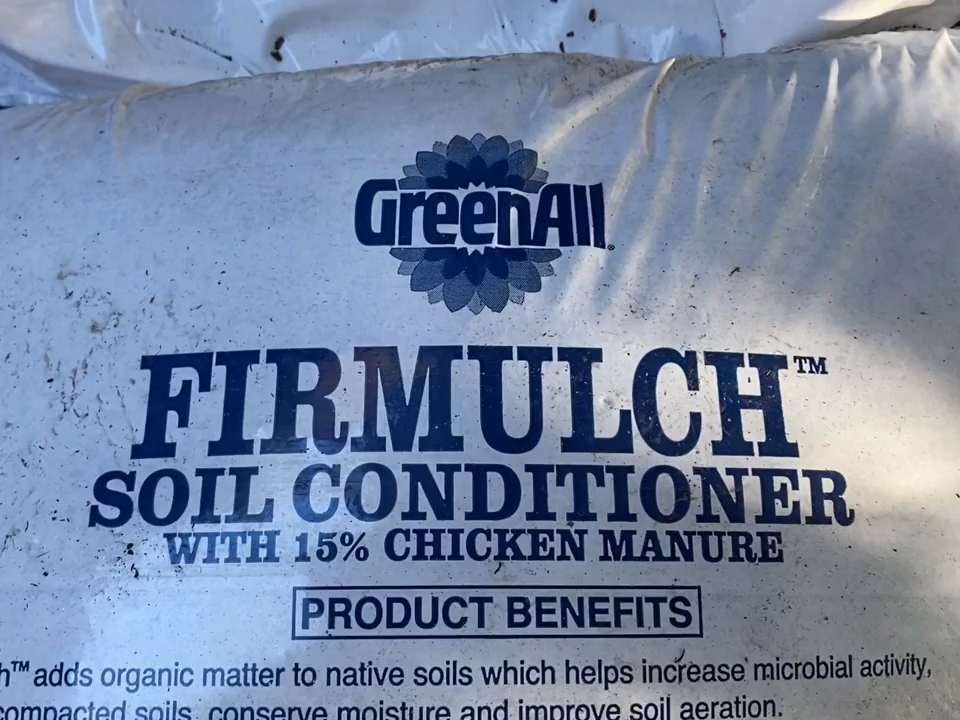 GreenAll®
FIRMULCH™
SOIL CONDITIONER
WITH 15% CHICKEN MANURE
PRODUCT BENEFITS
h™ adds organic matter to native soils which helps increase microbial activity,
compacted soils, conserve moisture and improve soil aeration.